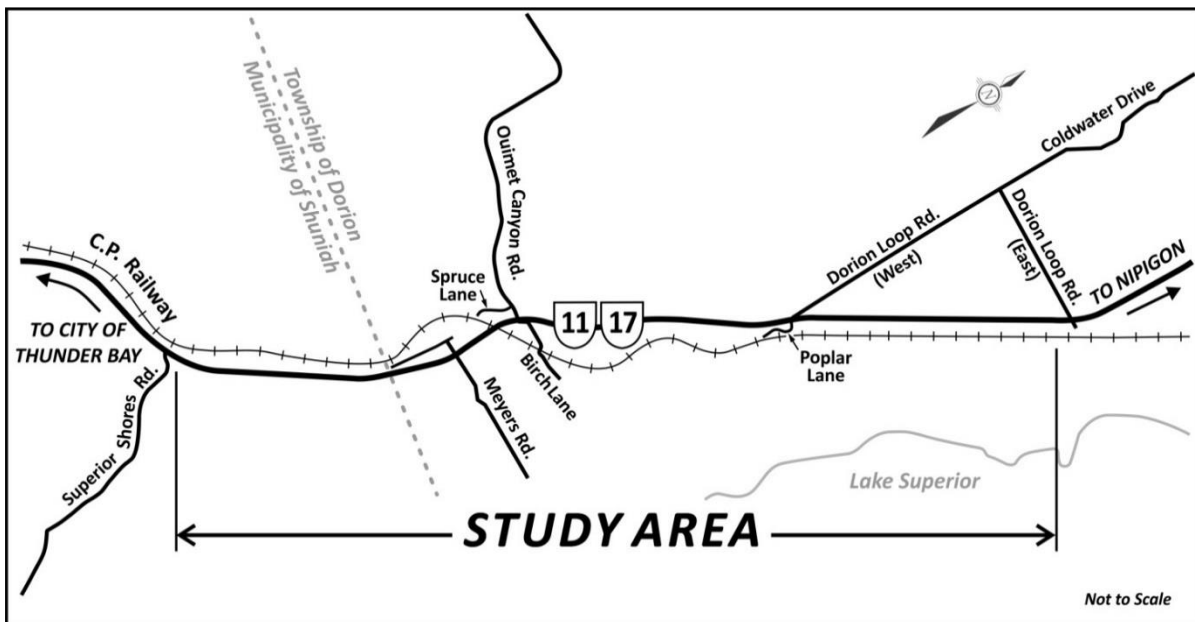 Township of Dorion
Municipality of Shuniah
Ouimet Canyon Rd.
N
Coldwater Drive
Dorion Loop Rd.
(West)
Dorion Loop Rd.
(East)
C.P. Railway
Spruce
Lane
TO NIPIGON
11 17
TO CITY OF
THUNDER BAY
Birch Lane
Poplar
Lane
Meyers Rd.
Superior Shores Rd.
Lake Superior
STUDY AREA
Not to Scale